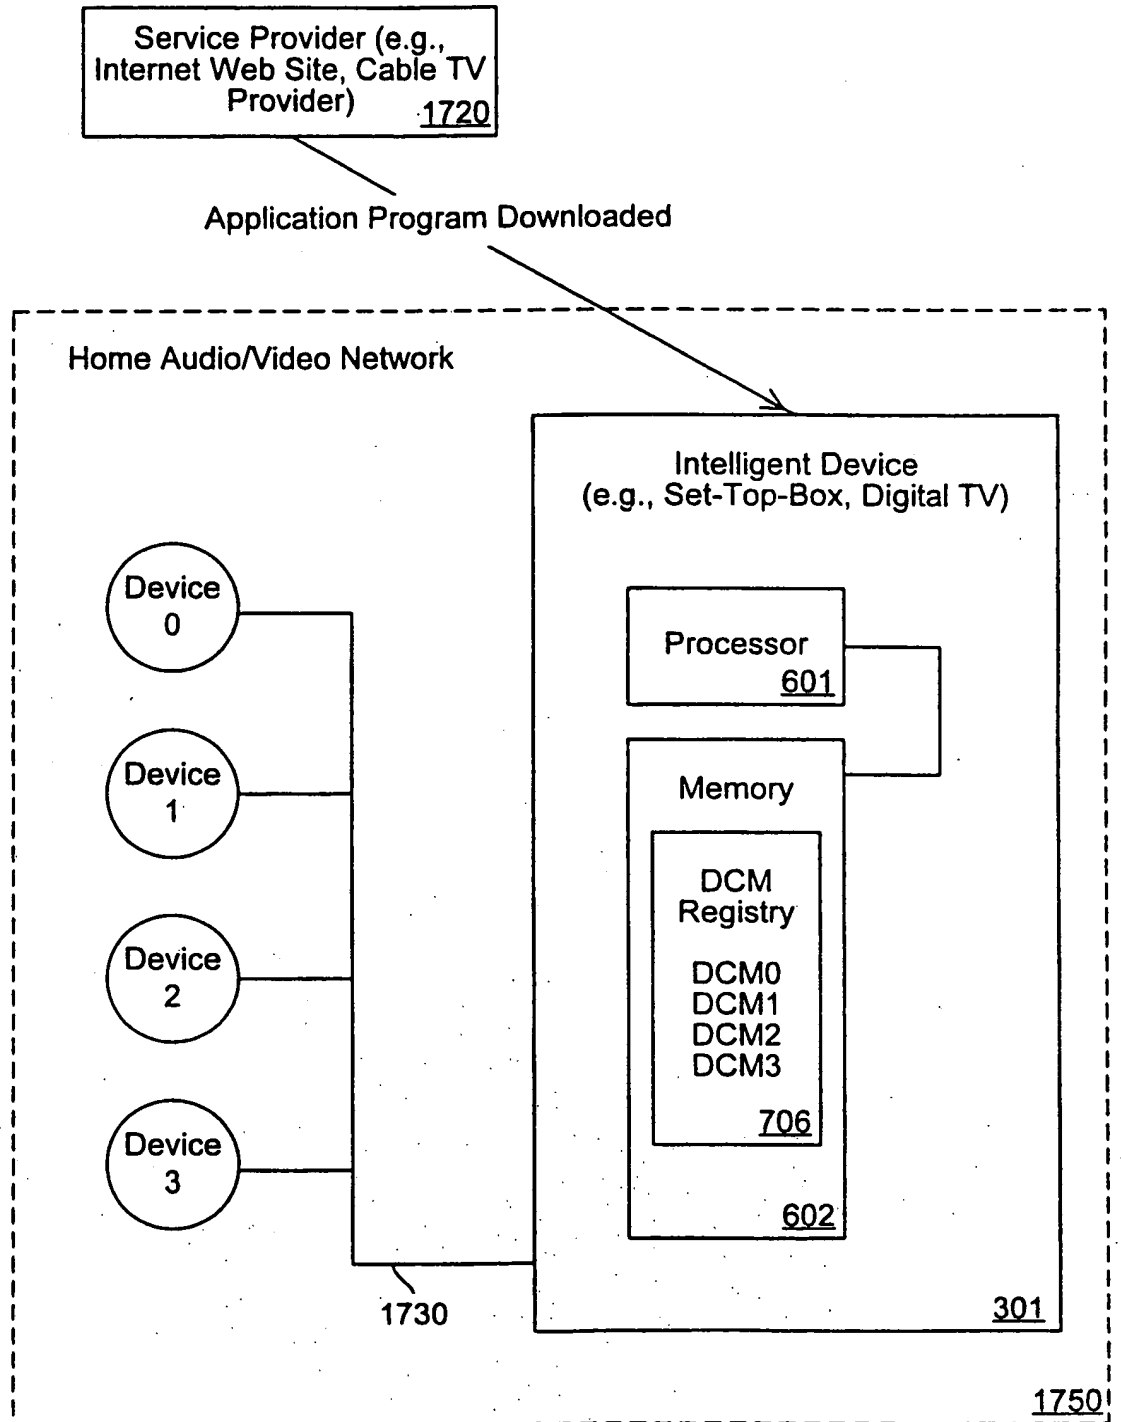 Service Provider (e.g.,
Internet Web Site, Cable TV
Provider)
1720
Application Program Downloaded
Home Audio/Video Network
Intelligent Device
(e.g., Set-Top-Box, Digital TV)
Device
0
Processor
601
Device
1
Memory
DCM
Registry
Device
2
DCM0
DCM1
DCM2
DCM3
706
Device
3
602
1730
301
1750